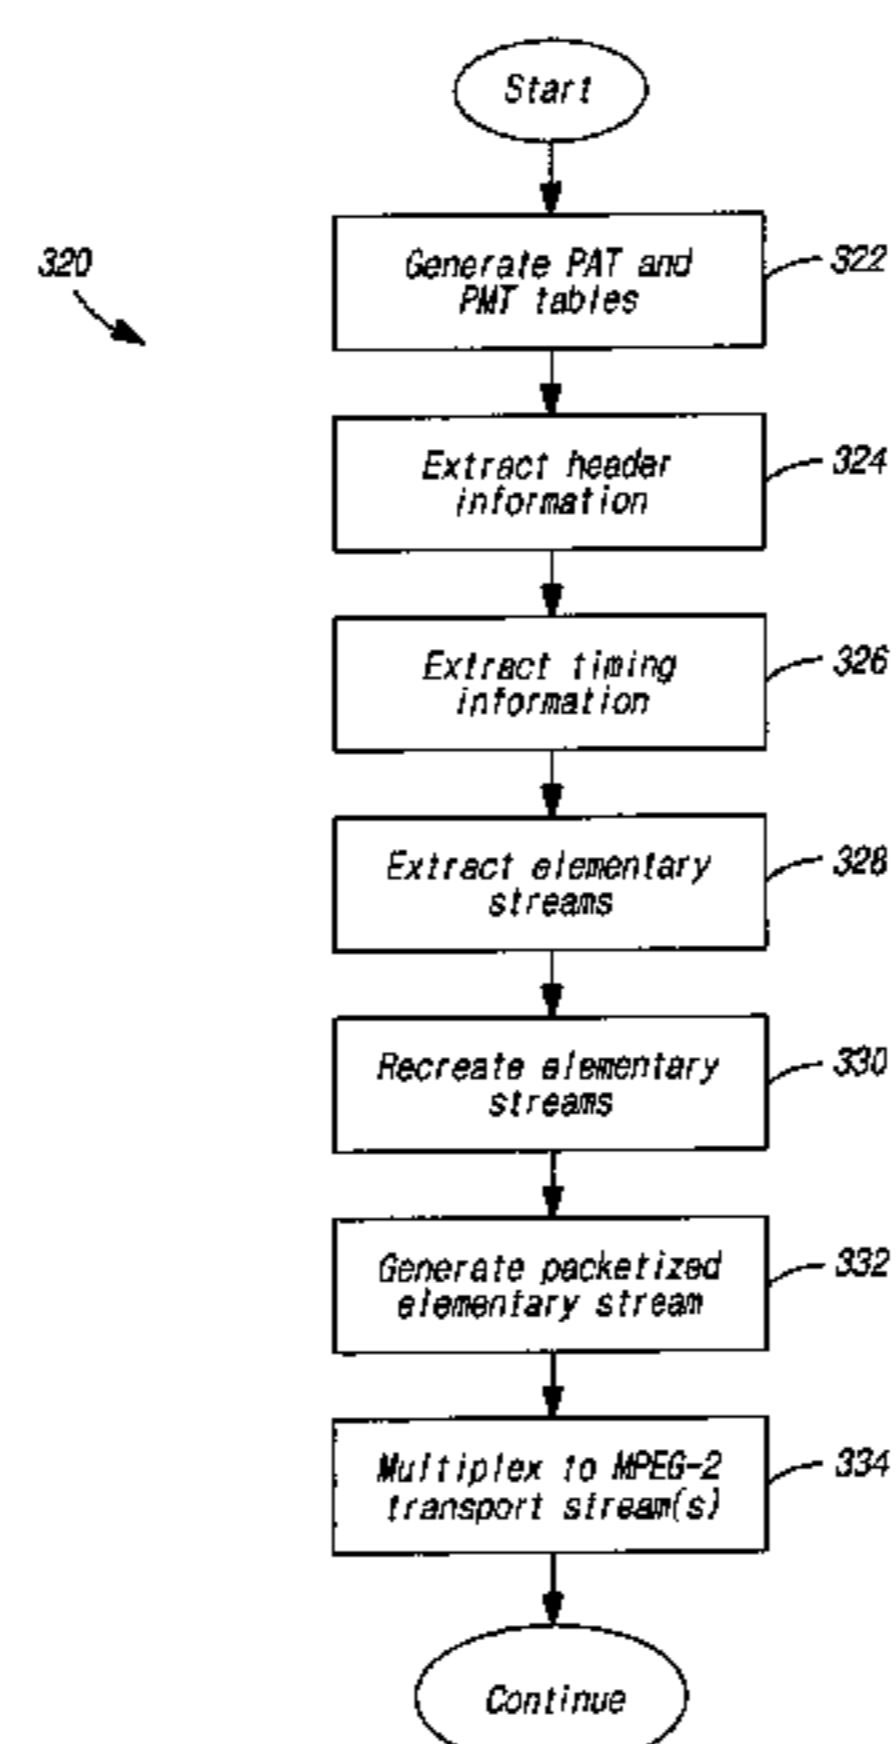 Start
320
Generate PAT and
PMT tables
322
Extract header
information
324
Extract timing
information
326
Extract elementary
streams
328
Recreate elementary
streams
330
Generate packetized
elementary stream
332
Multiplex to MPEG-2
transport stream(s)
334
Continue